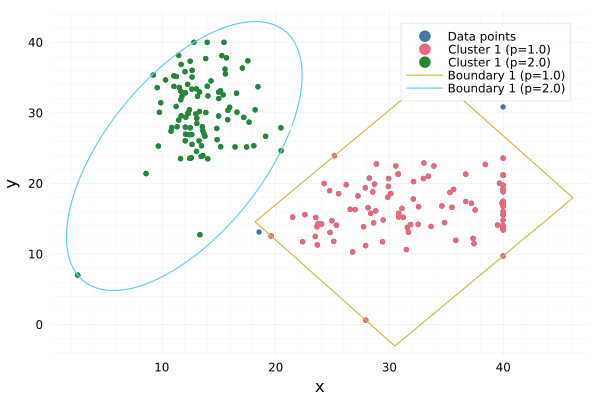 40
30
20
10
0
y
10
20
30
40
x
Data points
Cluster 1 (p=1.0)
Cluster 1 (p=2.0)
Boundary 1 (p=1.0)
Boundary 1 (p=2.0)